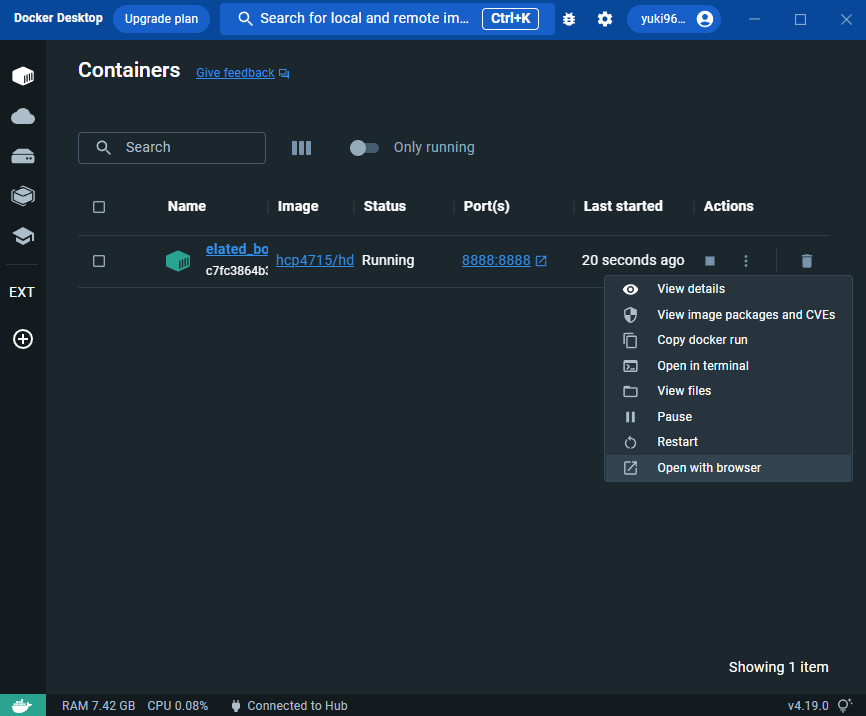 Docker Desktop Upgrade plan Search for local and remote im... Ctrl+K yuki96...
Containers Give feedback
Search Only running
Name Image Status Port(s) Last started Actions
elated_bo
c7fc3864b3
hcp4715/hd Running 8888:8888 20 seconds ago
View details
View image packages and CVEs
Copy docker run
Open in terminal
View files
Pause
Restart
Open with browser
EXT
Showing 1 item
RAM 7.42 GB CPU 0.08% Connected to Hub v4.19.0